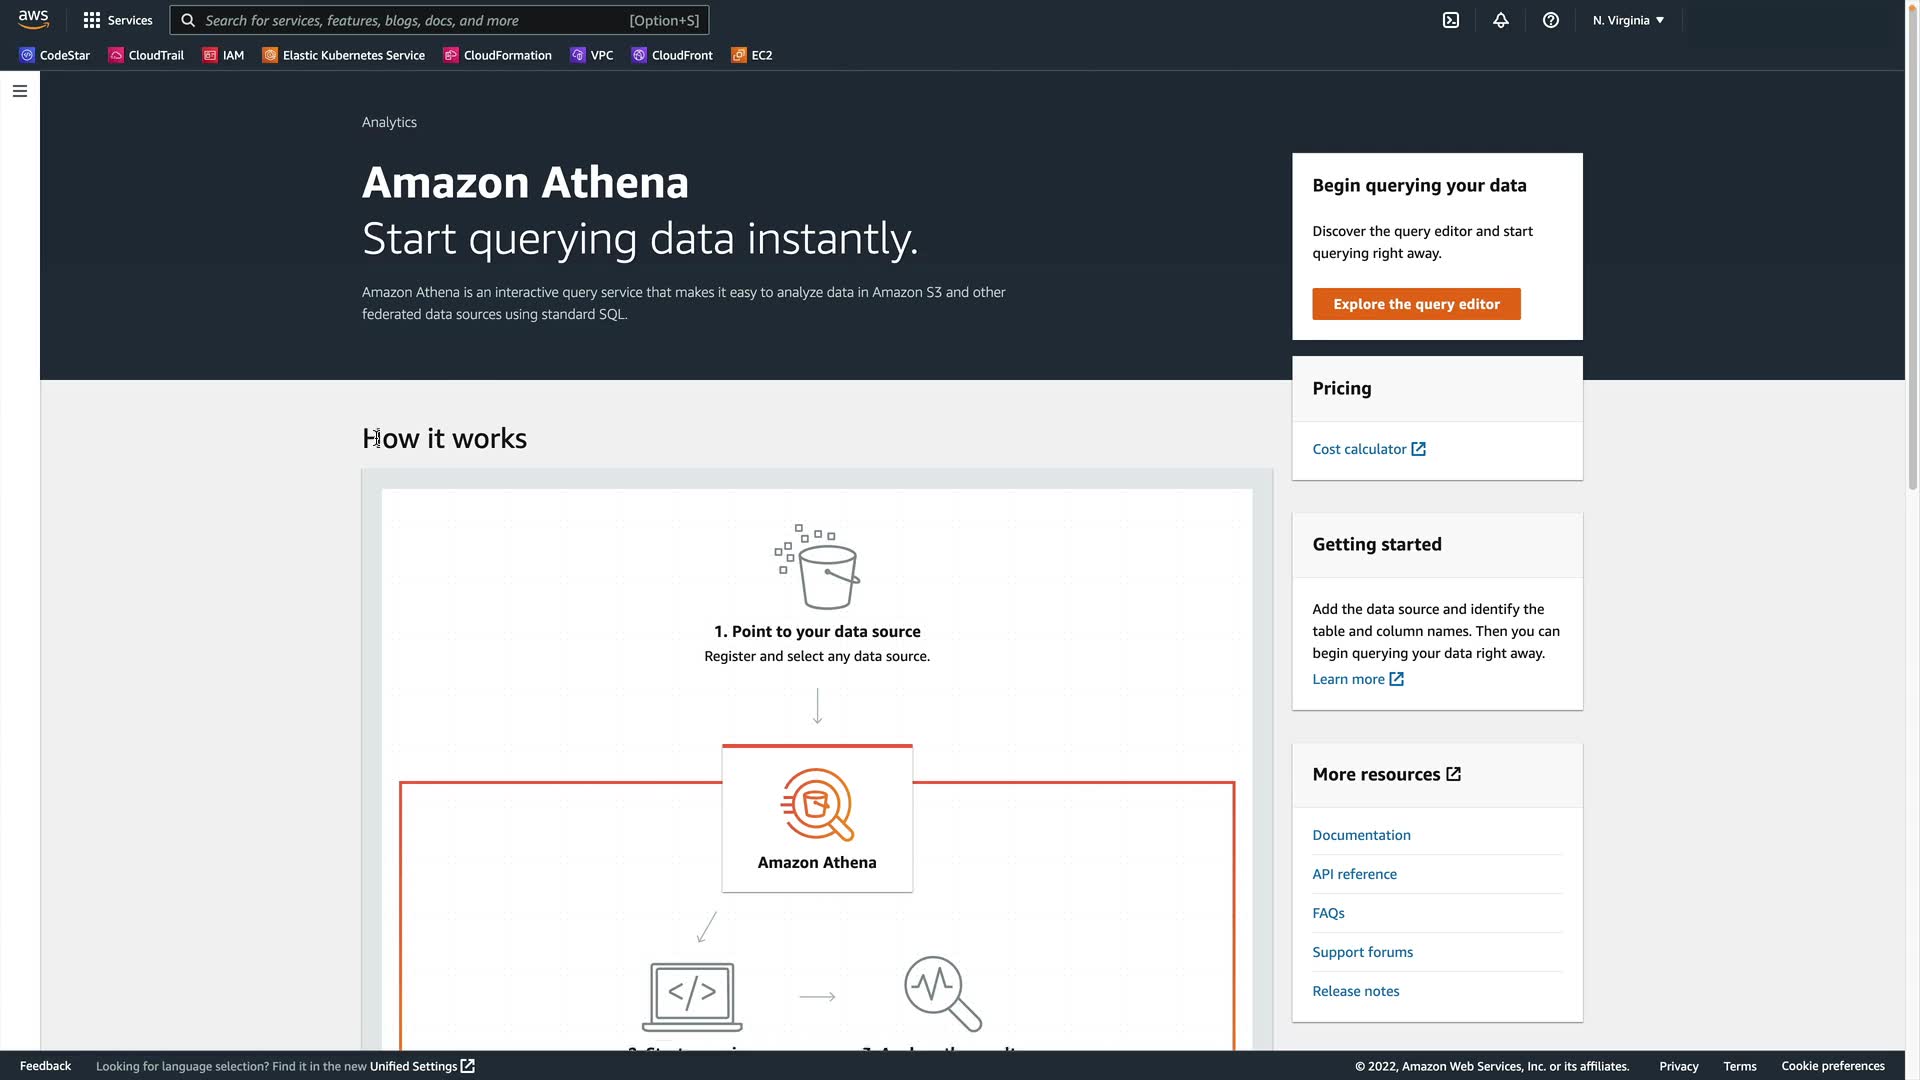 aws
Services
Search for services, features, blogs, docs, and more
[Option+S]
N. Virginia
CodeStar
CloudTrail
IAM
Elastic Kubernetes Service
CloudFormation
VPC
CloudFront
EC2
Analytics
Amazon Athena
Start querying data instantly.
Amazon Athena is an interactive query service that makes it easy to analyze data in Amazon S3 and other
federated data sources using standard SQL.
Begin querying your data
Discover the query editor and start
querying right away.
Explore the query editor
Pricing
Cost calculator
Getting started
Add the data source and identify the
table and column names. Then you can
begin querying your data right away.
Learn more
More resources
Documentation
API reference
FAQs
Support forums
Release notes
How it works
1. Point to your data source
Register and select any data source.
Amazon Athena
</>
Feedback
Looking for language selection? Find it in the new Unified Settings
© 2022, Amazon Web Services, Inc. or its affiliates.
Privacy
Terms
Cookie preferences